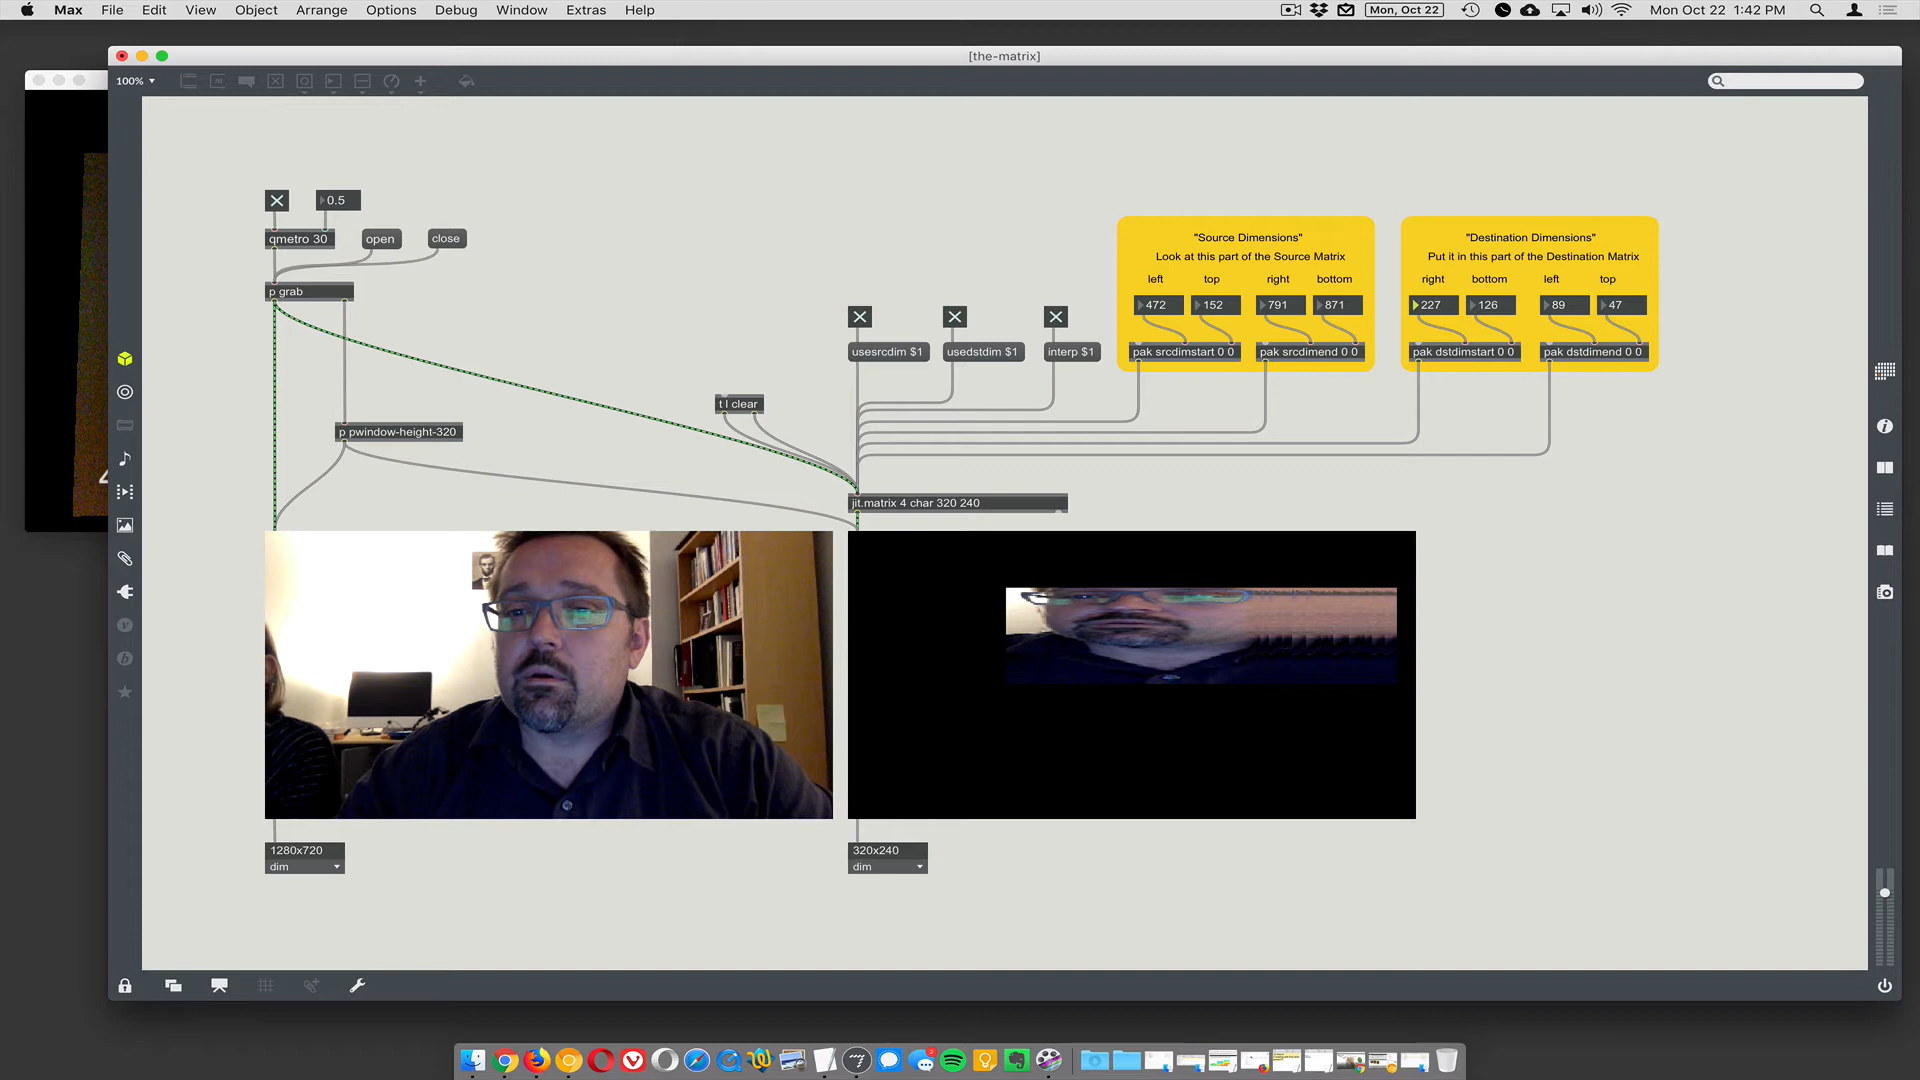 Max File Edit View Object Arrange Options Debug Window Extras Help
Mon, Oct 22
Mon Oct 22 1:42 PM
[the-matrix]
100%
0.5
qmetro 30
open
close
p grab
p pwindow-height-320
t l clear
usesrcdim $1
usedstdim $1
interp $1
"Source Dimensions"
Look at this part of the Source Matrix
left top right bottom
472 152 791 871
pak srcdimstart 0 0
pak srcdimend 0 0
"Destination Dimensions"
Put it in this part of the Destination Matrix
right bottom left top
227 126 89 47
pak dstdimstart 0 0
pak dstdimend 0 0
jit.matrix 4 char 320 240
1280x720
dim
320x240
dim